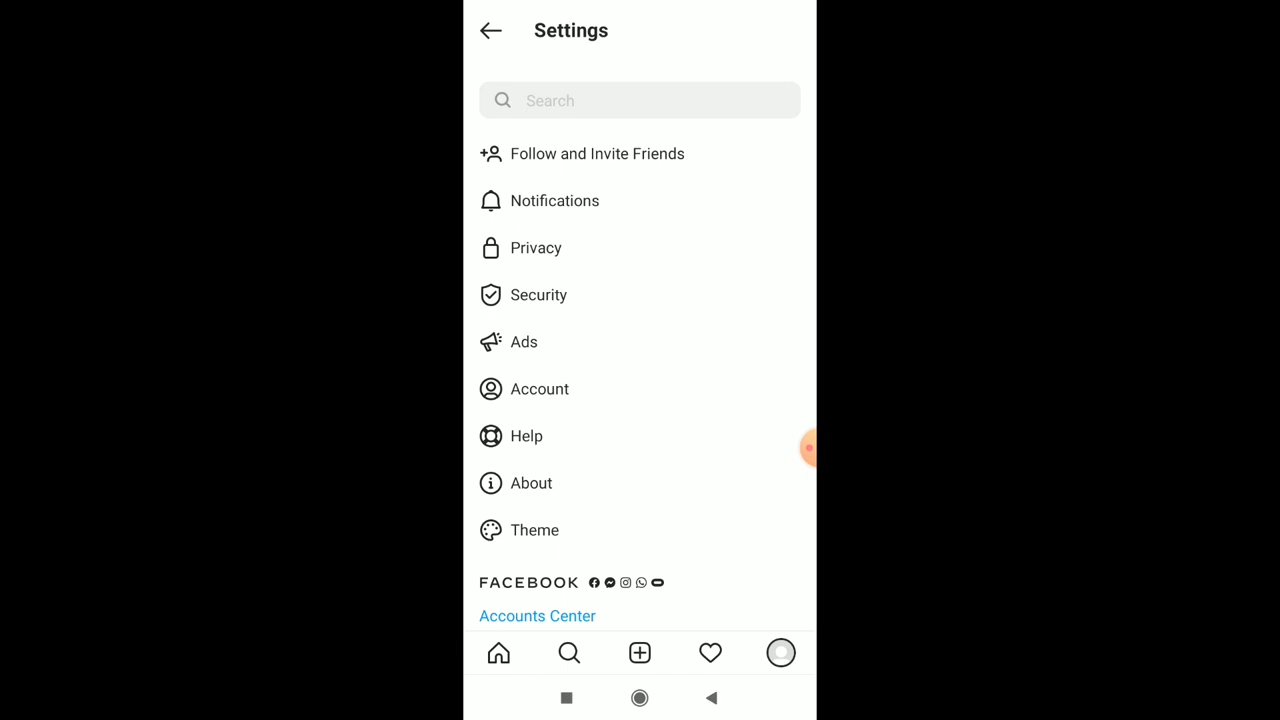 Settings
Search
Follow and Invite Friends
Notifications
Privacy
Security
Ads
Account
Help
About
Theme
FACEBOOK
Accounts Center